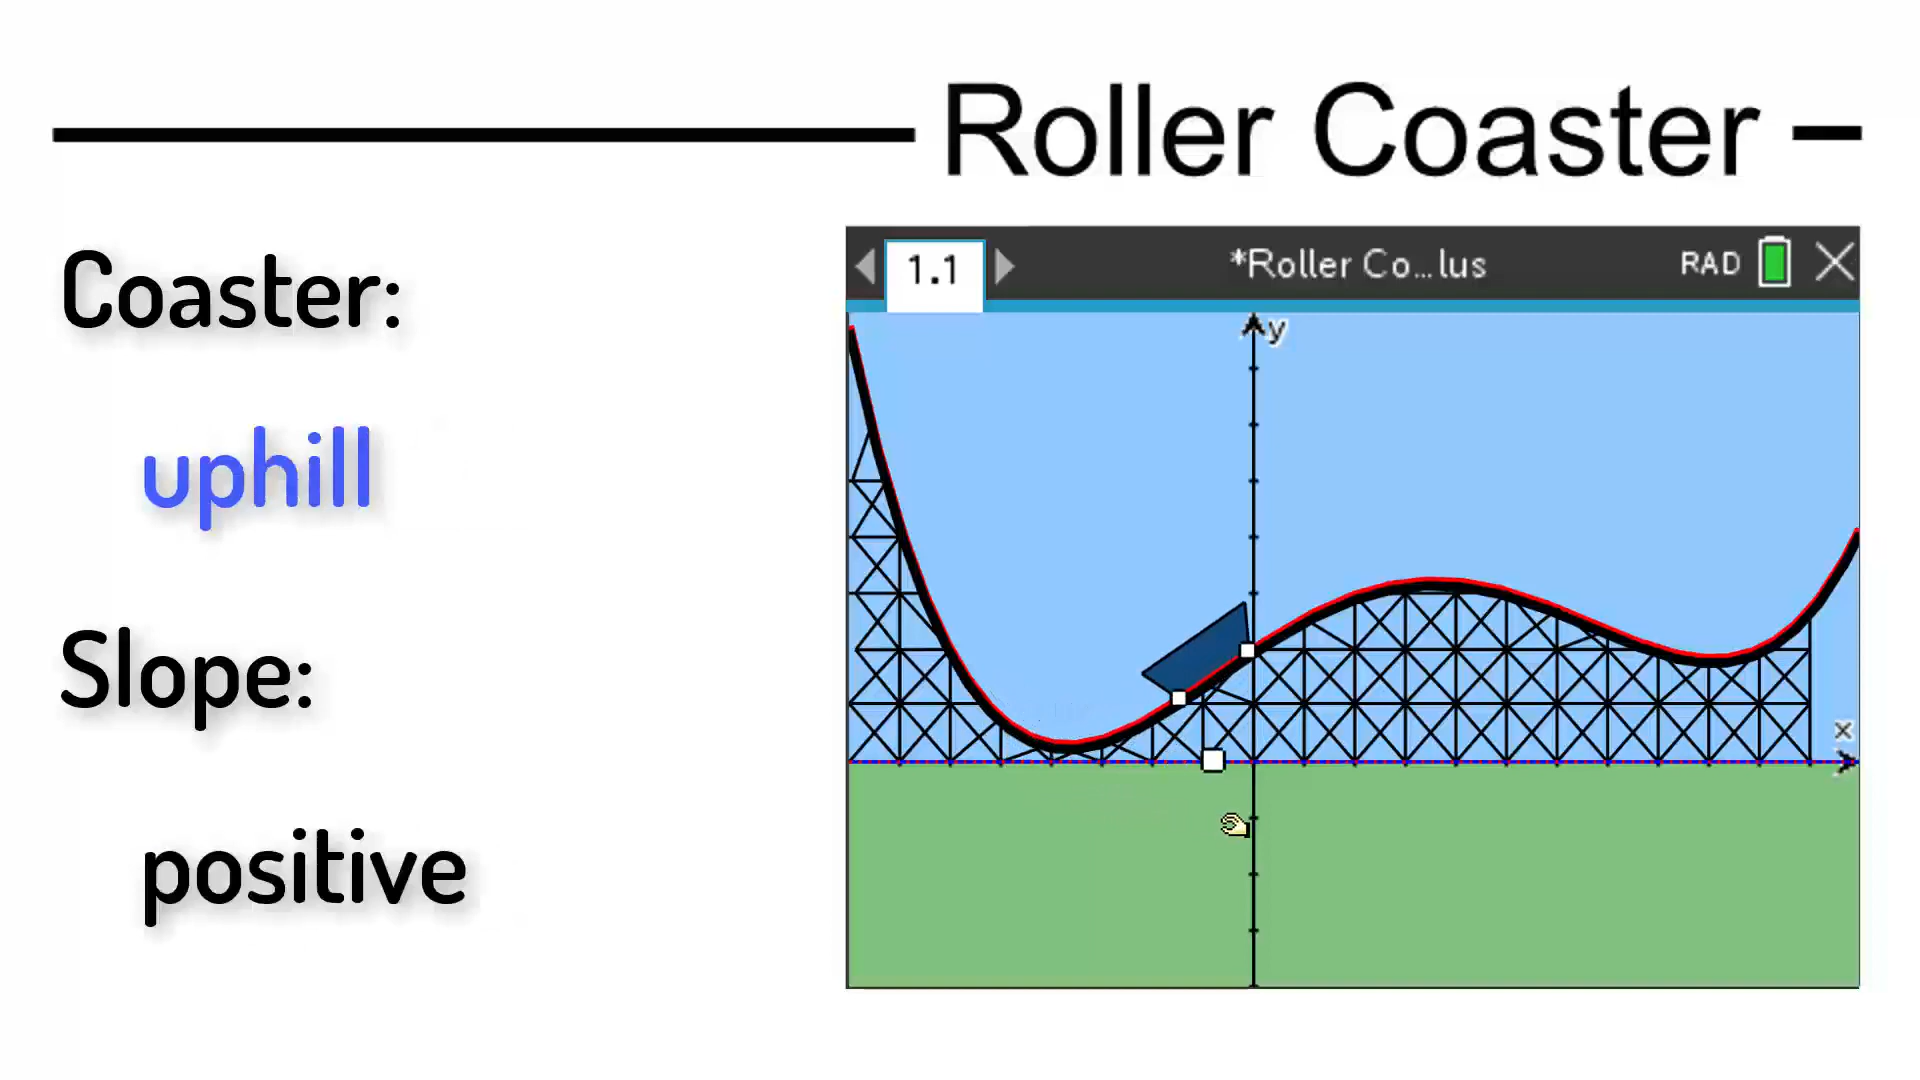 Roller Coaster
Coaster:
uphill
Slope:
positive
1.1
*Roller Co...lus
RAD
y
x